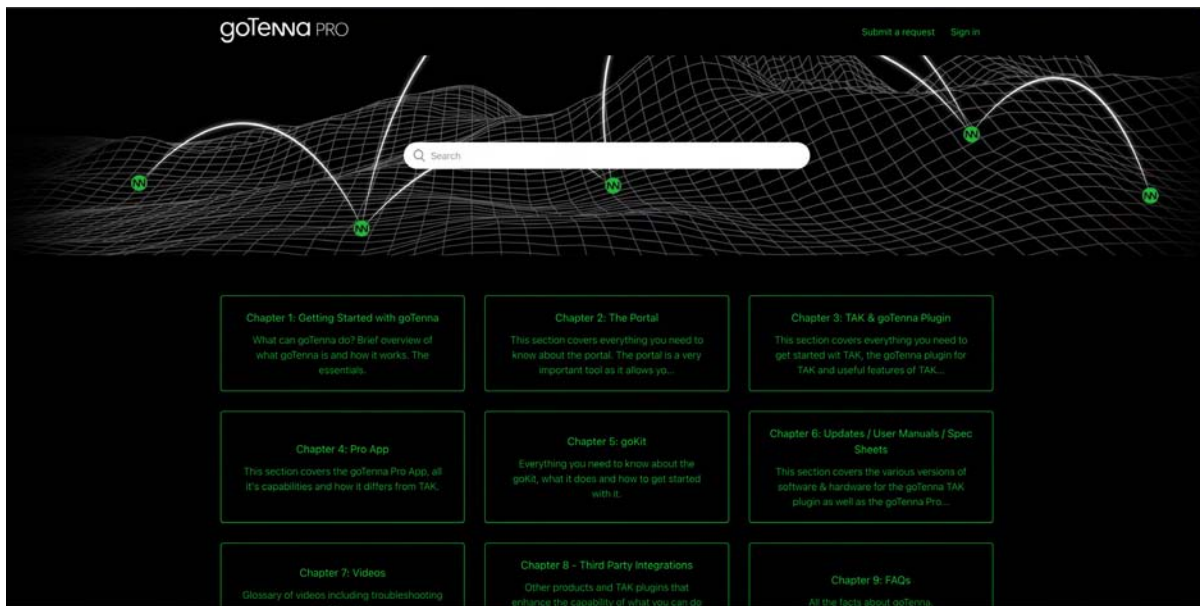 goTenna PRO
Submit a request Sign in
Search
Chapter 1: Getting Started with goTenna
What can goTenna do? Brief overview of
what goTenna is and how it works. The
essentials.
Chapter 2: The Portal
This section covers everything you need to
know about the portal. The portal is a very
important tool as it allows yo...
Chapter 3: TAK & goTenna Plugin
This section covers everything you need to
get started wit TAK, the goTenna plugin for
TAK and useful features of TAK....
Chapter 4: Pro App
This section covers the goTenna Pro App, all
it's capabilities and how it differs from TAK.
Chapter 5: goKit
Everything you need to know about the
goKit, what it does and how to get started
with it.
Chapter 6: Updates / User Manuals / Spec
Sheets
This section covers the various versions of
software & hardware for the goTenna TAK
plugin as well as the goTenna Pro...
Chapter 7: Videos
Glossary of videos including troubleshooting
Chapter 8 - Third Party Integrations
Other products and TAK plugins that
enhance the capability of what you can do
Chapter 9: FAQs
All the facts about goTenna.